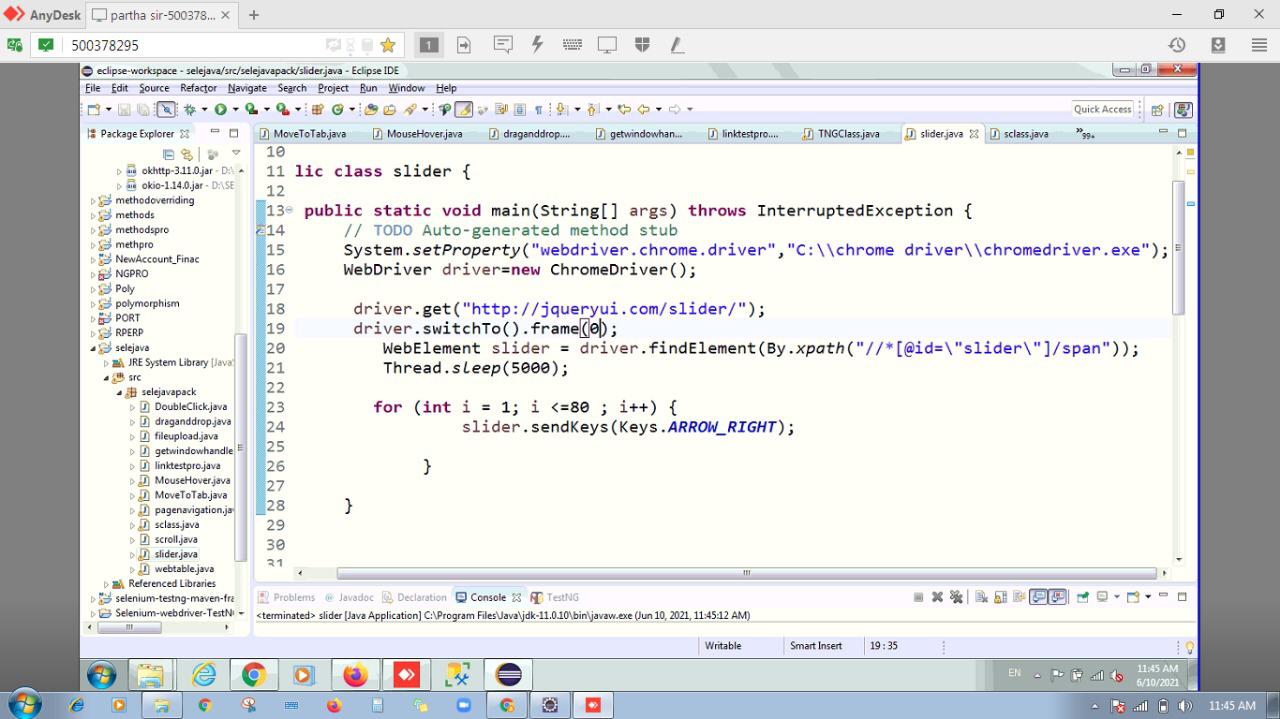 AnyDesk
partha sir-500378...
500378295
1
eclipse-workspace - selejava/src/selejavapack/slider.java - Eclipse IDE
File Edit Source Refactor Navigate Search Project Run Window Help
Quick Access
Package Explorer
MoveToTab.java MouseHover.java draganddrop.... getwindowhan... linktestpro.... TNGClass.java slider.java sclass.java »99+
okhttp-3.11.0.jar - D:\
okio-1.14.0.jar - D:\SE
methodoverriding
methods
methodspro
methpro
NewAccount_Finac
NGPRO
Poly
polymorphism
PORT
RPERP
selejava
JRE System Library [Java
src
selejavapack
DoubleClick.java
draganddrop.java
fileupload.java
getwindowhandle
linktestpro.java
MouseHover.java
MoveToTab.java
pagenavigation.jav
sclass.java
scroll.java
slider.java
webtable.java
Referenced Libraries
selenium-testng-maven-fra
Selenium-webdriver-TestN
10
11 lic class slider {
12
13 public static void main(String[] args) throws InterruptedException {
14 // TODO Auto-generated method stub
15 System.setProperty("webdriver.chrome.driver","C:\\chrome driver\\chromedriver.exe");
16 WebDriver driver=new ChromeDriver();
17
18 driver.get("http://jqueryui.com/slider/");
19 driver.switchTo().frame(0);
20 WebElement slider = driver.findElement(By.xpath("//*[@id=\"slider\"]/span"));
21 Thread.sleep(5000);
22
23 for (int i = 1; i <=80 ; i++) {
24 slider.sendKeys(Keys.ARROW_RIGHT);
25
26 }
27
28 }
29
30
31
Problems Javadoc Declaration Console TestNG
<terminated> slider [Java Application] C:\Program Files\Java\jdk-11.0.10\bin\javaw.exe (Jun 10, 2021, 11:45:12 AM)
Writable Smart Insert 19 : 35
EN
11:45 AM
6/10/2021
11:45 AM